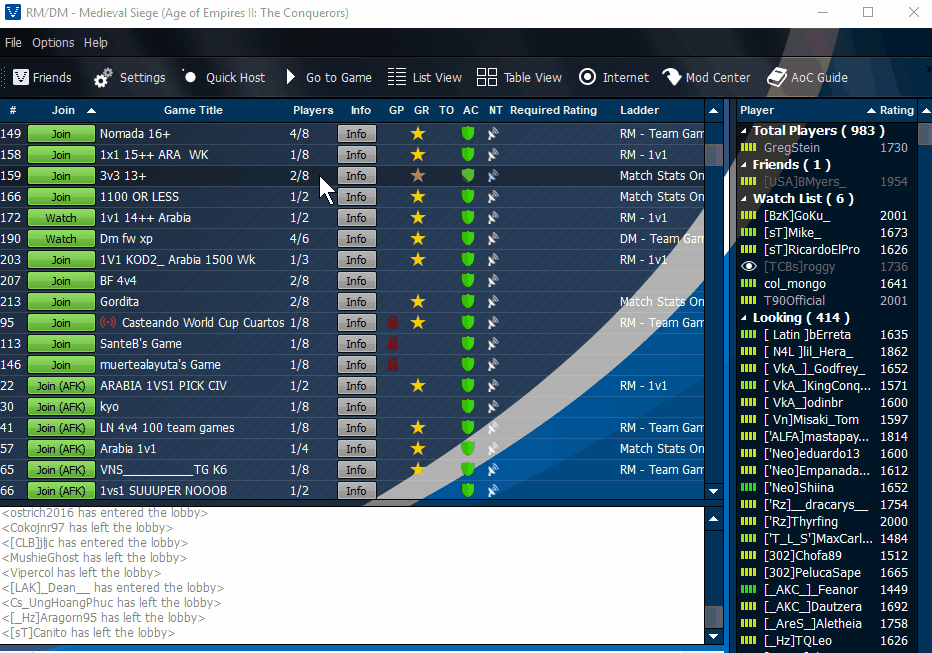 RM/DM - Medieval Siege (Age of Empires II: The Conquerors)
File Options Help
Friends Settings Quick Host Go to Game List View Table View Internet Mod Center AoC Guide
# Join Game Title Players Info GP GR TO AC NT Required Rating Ladder
149 Join Nomada 16+ 4/8 Info RM - Team Gam
158 Join 1x1 15++ ARA WK 1/8 Info RM - 1v1
159 Join 3v3 13+ 2/8 Info Match Stats On
166 Join 1100 OR LESS 1/2 Info Match Stats On
172 Watch 1v1 14++ Arabia 1/2 Info RM - 1v1
190 Watch Dm fw xp 4/6 Info DM - Team Gam
203 Join 1V1 KOD2_ Arabia 1500 Wk 1/3 Info RM - 1v1
207 Join BF 4v4 2/8 Info
213 Join Gordita 2/8 Info Match Stats On
95 Join Casteando World Cup Cuartos 1/8 Info RM - Team Gam
113 Join SanteB's Game 1/8 Info
146 Join muertealayuta's Game 1/8 Info
22 Join (AFK) ARABIA 1VS1 PICK CIV 1/2 Info RM - 1v1
30 Join (AFK) kyo 1/8 Info
41 Join (AFK) LN 4v4 100 team games 1/8 Info RM - Team Gam
57 Join (AFK) Arabia 1v1 1/4 Info Match Stats On
65 Join (AFK) VNS__________TG K6 1/8 Info RM - Team Gam
66 Join (AFK) 1vs1 SUUUPER NOOOB 1/2 Info
<ostrich2016 has entered the lobby>
<Cokojnr97 has left the lobby>
<[CLB]jljc has entered the lobby>
<MushieGhost has left the lobby>
<Vipercol has left the lobby>
<[LAK]_Dean__ has entered the lobby>
<Cs_UngHoangPhuc has left the lobby>
<[_Hz]Aragorn95 has left the lobby>
<[sT]Canito has left the lobby>
Player Rating
Total Players ( 983 )
GregStein 1730
Friends ( 1 )
[USA]BMyers_ 1954
Watch List ( 6 )
[BzK]GoKu_ 2001
[sT]Mike_ 1673
[sT]RicardoElPro 1626
[TCBs]roggy 1736
col_mongo 1641
T90Official 2001
Looking ( 414 )
[ Latin ]bErreta 1635
[ N4L ]lil_Hera_ 1862
[ VkA_]_Godfrey_ 1652
[ VkA_]KingConq... 1571
[ VkA_]odinbr 1600
[ Vn]Misaki_Tom 1597
['ALFA]mastapay... 1814
['Neo]eduardo13 1600
['Neo]Empanada... 1612
['Neo]Shiina 1652
['Rz]__dracarys__ 1754
['Rz]Thyrfing 2000
['T_L_S']MaxCarl... 1484
[302]Chofa89 1512
[302]PelucaSape 1665
[_AKC_]_Feanor 1449
[_AKC_]Dautzera 1692
[_AreS_]Aletheia 1758
[_Hz]TQLeo 1626